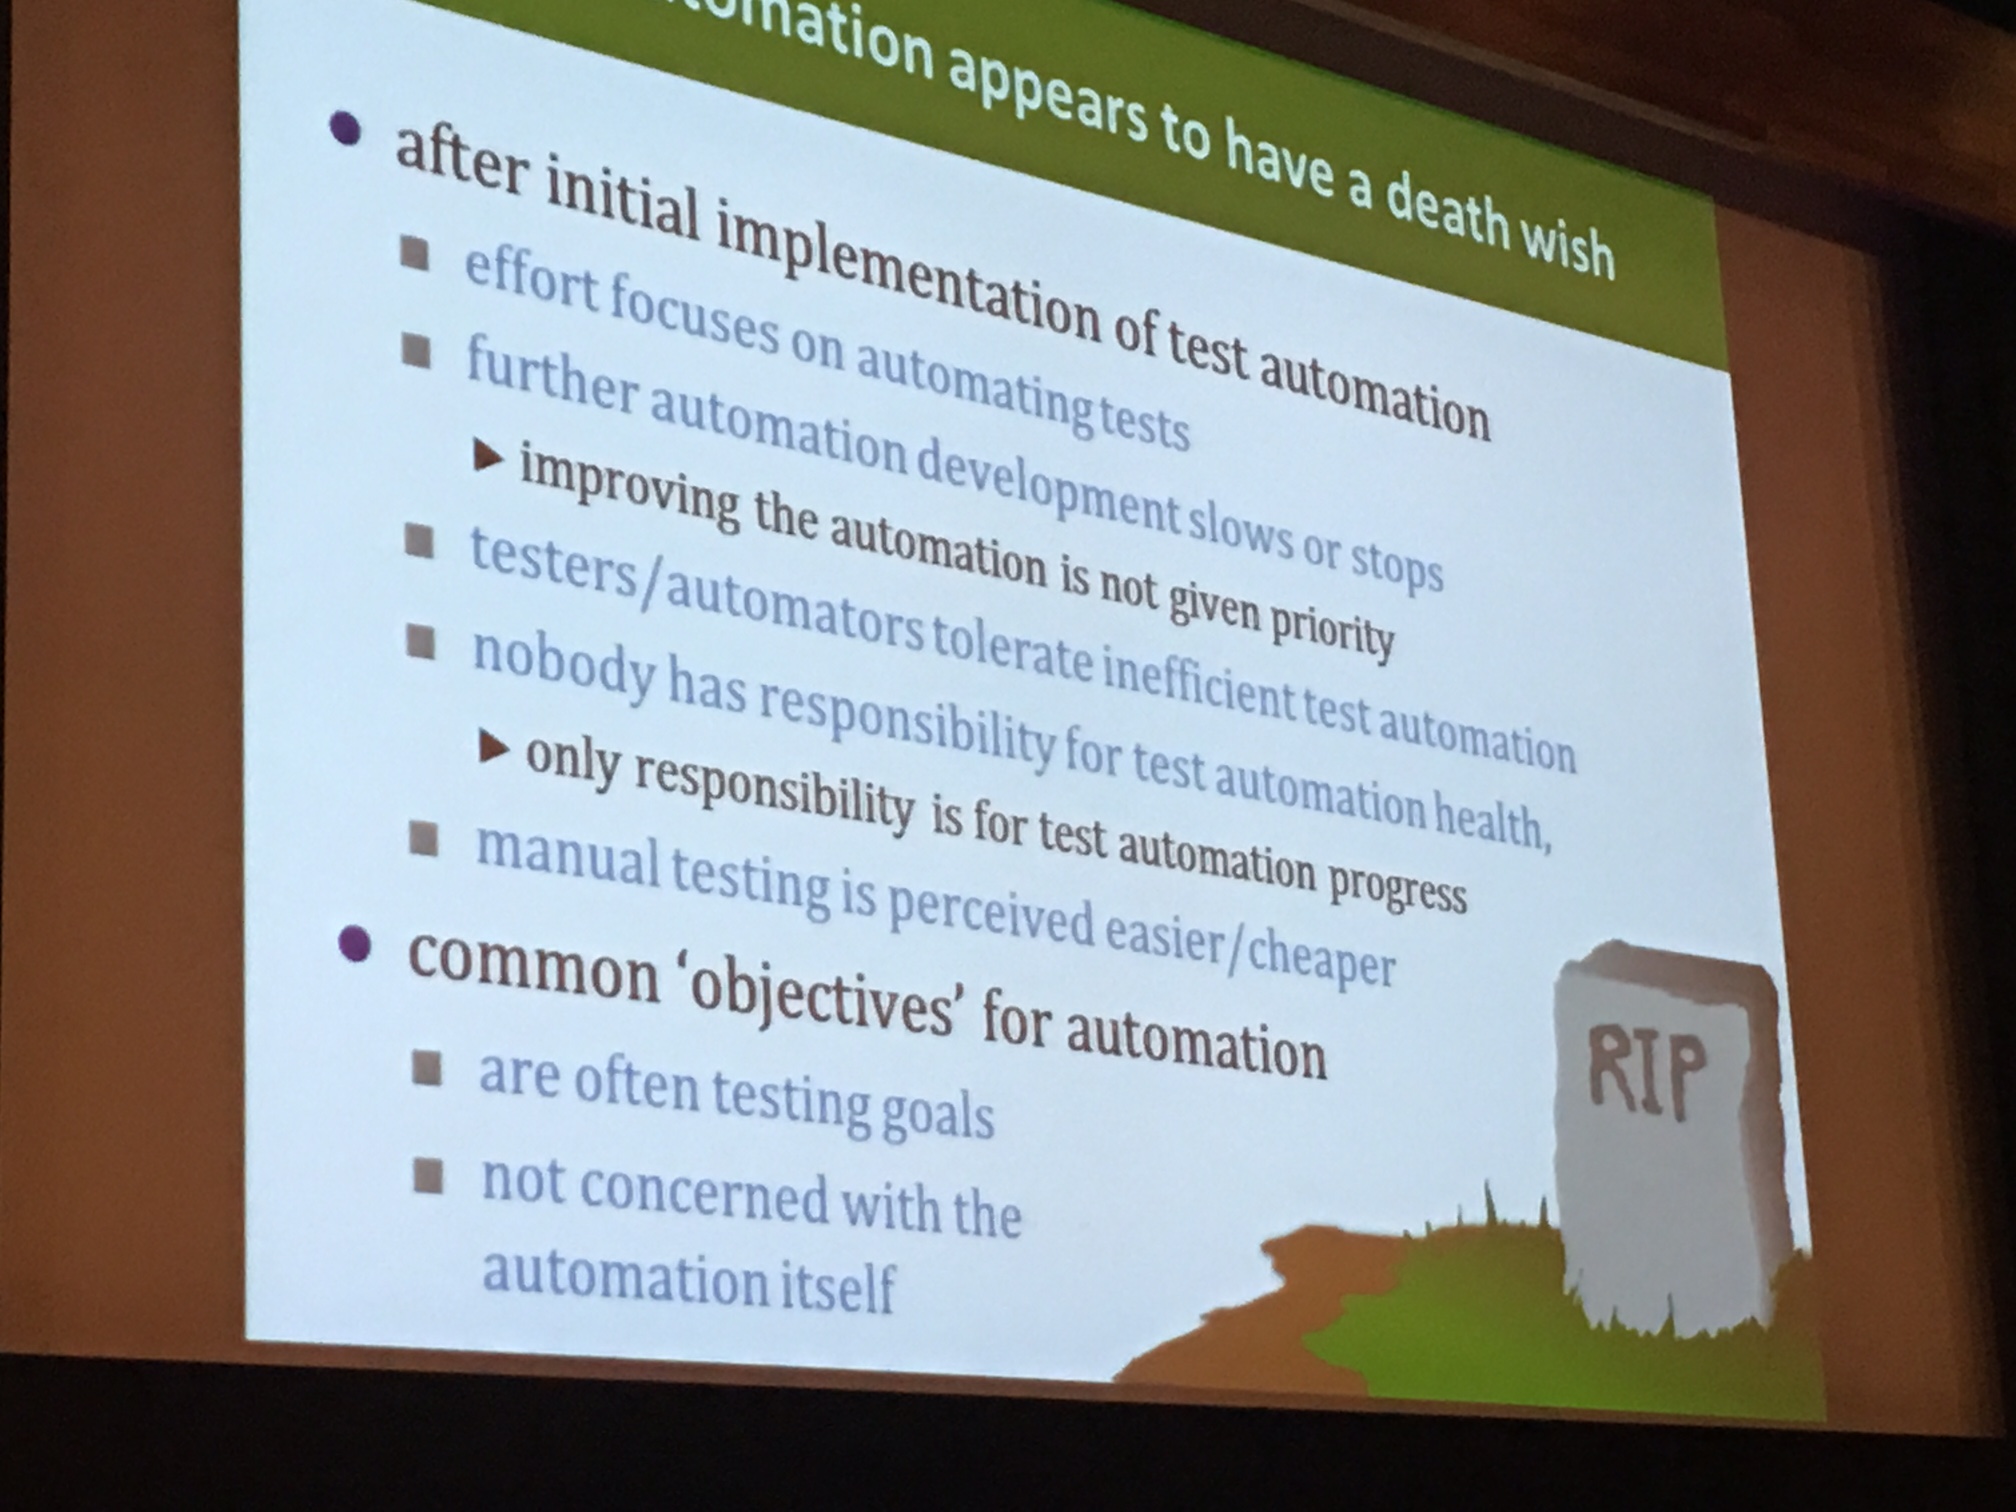 appears to have a death wish
after initial implementation of test automation
effort focuses on automating tests
further automation development slows or stops
improving the automation is not given priority
testers/automators tolerate inefficient test automation
nobody has responsibility for test automation health,
only responsibility is for test automation progress
manual testing is perceived easier/cheaper
common ‘objectives’ for automation
are often testing goals
not concerned with the
automation itself
RIP